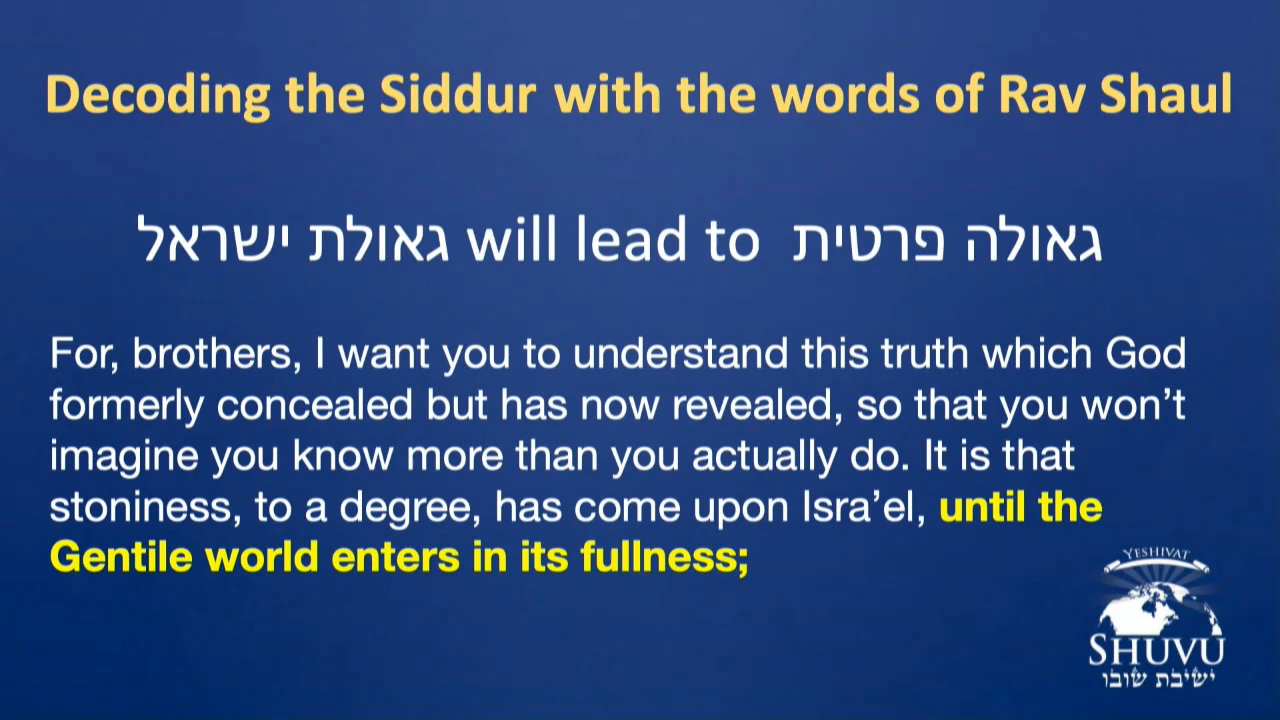 Decoding the Siddur with the words of Rav Shaul
גאולת ישראל will lead to גאולה פרטית
For, brothers, I want you to understand this truth which God
formerly concealed but has now revealed, so that you won’t
imagine you know more than you actually do. It is that
stoniness, to a degree, has come upon Isra’el, until the
Gentile world enters in its fullness;
YESHIVAT
SHUVU
ישיבת שובו